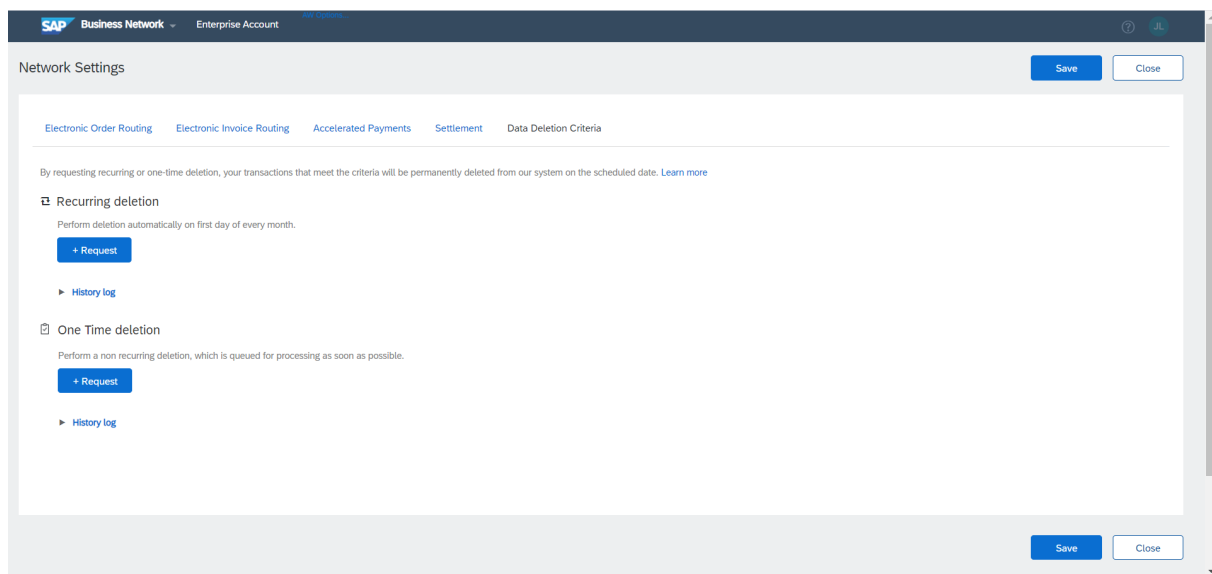 SAP Business Network Enterprise Account
JL
Network Settings
Save Close
Electronic Order Routing Electronic Invoice Routing Accelerated Payments Settlement Data Deletion Criteria
By requesting recurring or one-time deletion, your transactions that meet the criteria will be permanently deleted from our system on the scheduled date. Learn more
Recurring deletion
Perform deletion automatically on first day of every month.
+ Request
► History log
One Time deletion
Perform a non recurring deletion, which is queued for processing as soon as possible.
+ Request
► History log
Save Close